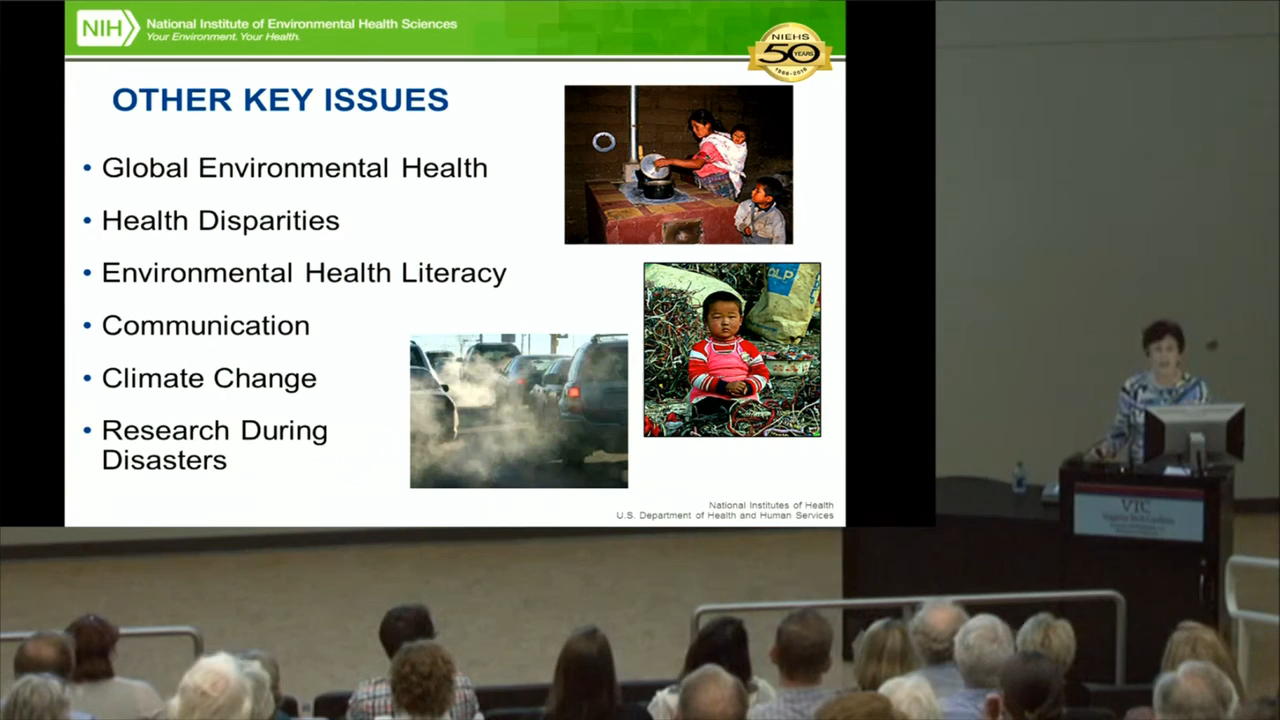 NIH
National Institute of Environmental Health Sciences
Your Environment. Your Health.
NIEHS
50
YEARS
1966-2016
OTHER KEY ISSUES
• Global Environmental Health
• Health Disparities
• Environmental Health Literacy
• Communication
• Climate Change
• Research During
Disasters
National Institutes of Health
U.S. Department of Health and Human Services
VTC